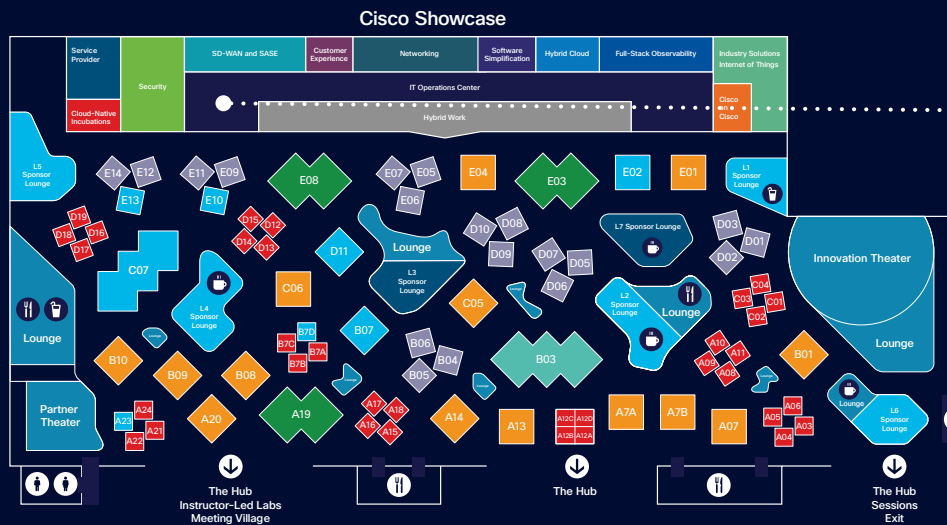 Cisco Showcase
Service
Provider
Security
SD-WAN and SASE
Customer
Experience
Networking
Software
Simplification
Hybrid Cloud
Full-Stack Observability
Industry Solutions
Internet of Things
IT Operations Center
Cloud-Native
Incubations
Hybrid Work
Cisco
on
Cisco
L5
Sponsor
Lounge
E14
E12
E13
E11
E09
E10
E08
E07
E05
E06
E04
E03
E02
E01
L1
Sponsor
Lounge
D19
D18
D16
D17
D15
D12
D14
D13
D11
Lounge
L3
Sponsor
Lounge
D10
D08
D09
D07
D05
D06
L7 Sponsor Lounge
D03
D01
D02
Innovation Theater
Lounge
C07
L4
Sponsor
Lounge
C06
C05
Lounge
L2
Sponsor
Lounge
Lounge
C04
C03
C01
C02
Lounge
Lounge
B10
B09
B08
B7D
B7C
B7A
B7B
B07
B06
B04
B05
B03
A10
A11
A09
A08
B01
Lounge
Lounge
Lounge
Lounge
L6
Sponsor
Lounge
Partner
Theater
A24
A23
A21
A22
A20
A19
A17
A18
A16
A15
A14
A13
A12C
A12D
A12B
A12A
A7A
A7B
A07
A06
A05
A03
A04
The Hub
Instructor-Led Labs
Meeting Village
The Hub
The Hub
Sessions
Exit